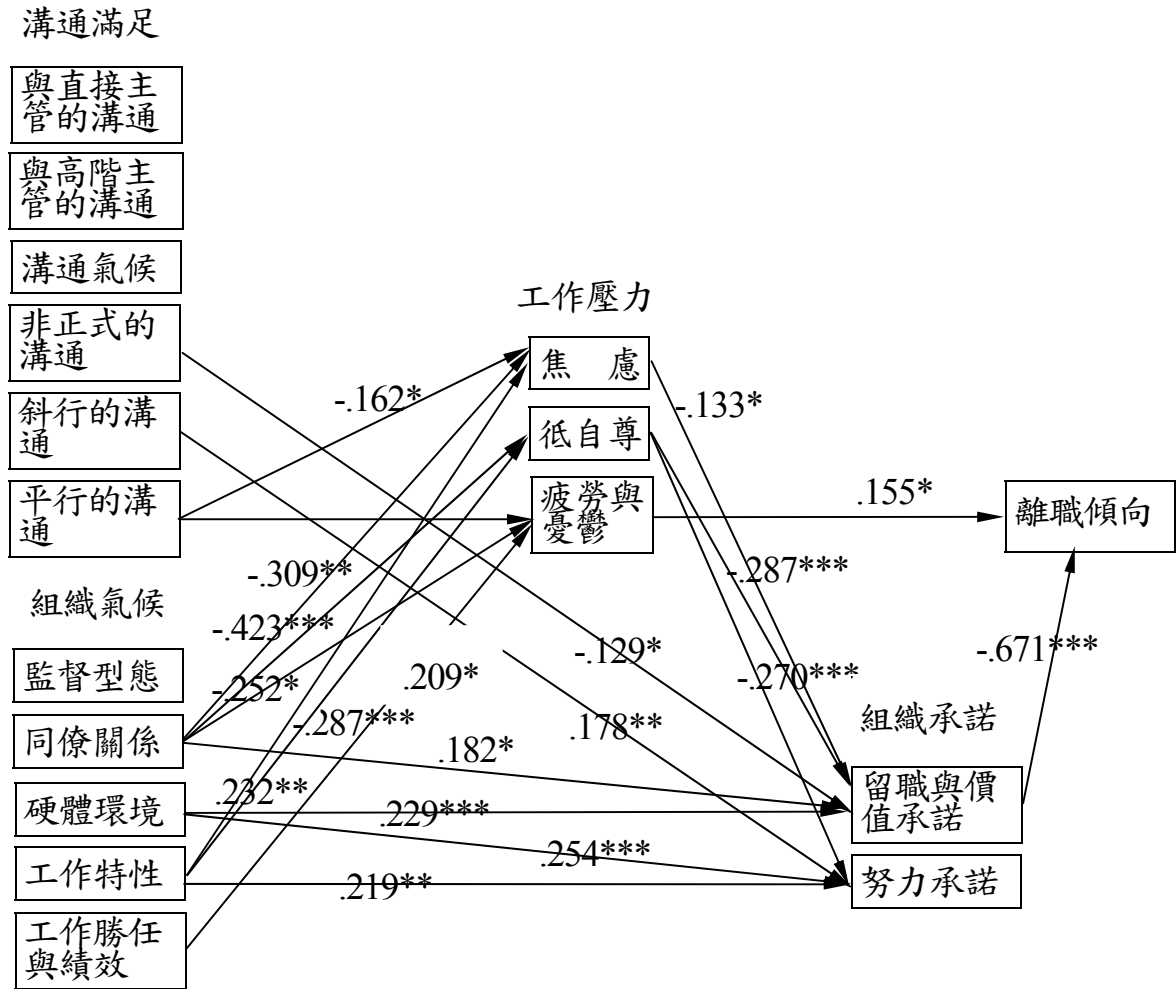 溝通滿足
與直接主
管的溝通
與高階主
管的溝通
溝通氣候
非正式的
溝通
斜行的溝
通
平行的溝
通
組織氣候
監督型態
同僚關係
硬體環境
工作特性
工作勝任
與績效
工作壓力
焦 慮
彽自尊
疲勞與
憂鬱
離職傾向
組織承諾
留職與價
值承諾
努力承諾
-.162*
-.133*
.155*
-.309**
-.287***
-.423***
-.129*
-.671***
-.252*
.209*
-.270***
-.287***
.178**
.182*
.232**
.229***
.254***
.219**